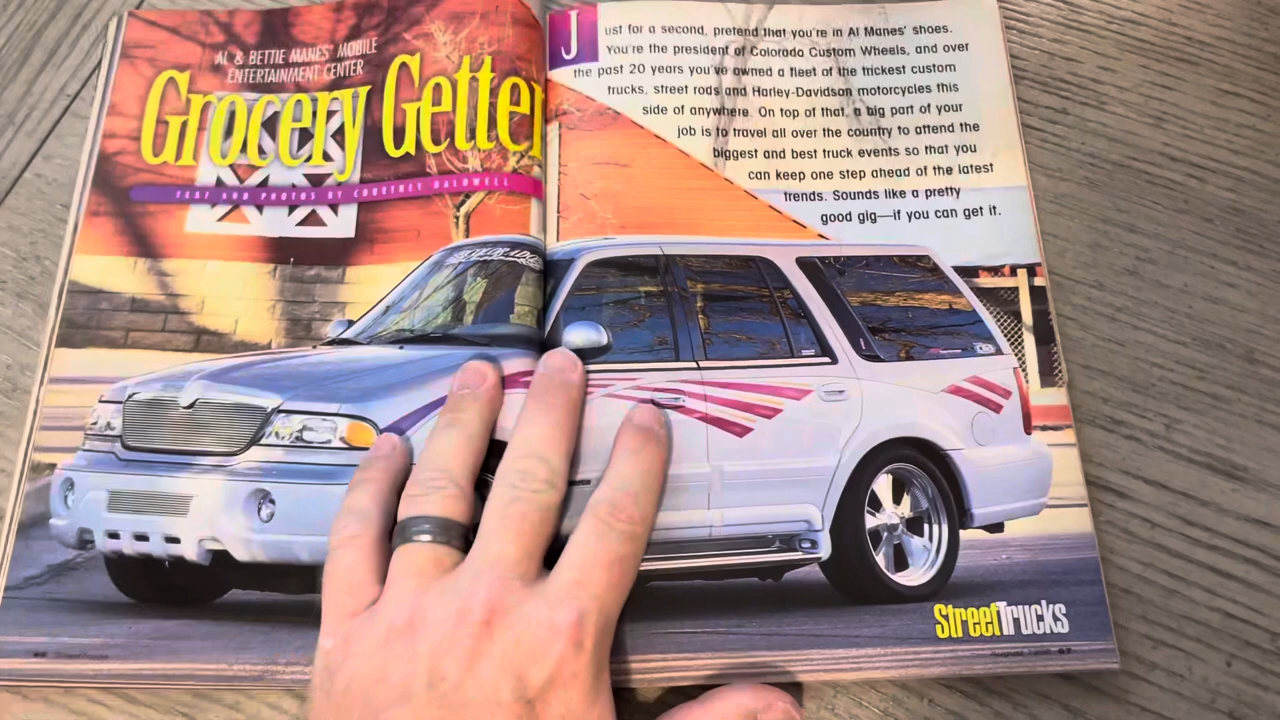 AL & BETTIE MANES' MOBILE
ENTERTAINMENT CENTER
Grocery Getter
TEXT AND PHOTOS BY COURTNEY HALOWELL
Just for a second, pretend that you're in Al Manes' shoes.
You're the president of Colorado Custom Wheels, and over
the past 20 years you've owned a fleet of the trickest custom
trucks, street rods and Harley-Davidson motorcycles this
side of anywhere. On top of that, a big part of your
job is to travel all over the country to attend the
biggest and best truck events so that you
can keep one step ahead of the latest
trends. Sounds like a pretty
good gig—if you can get it.
StreetTrucks
67